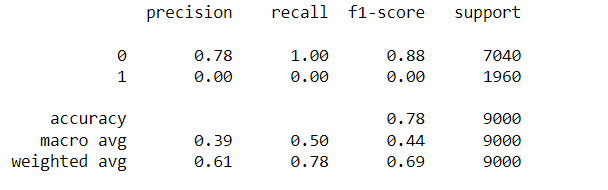 precision recall f1-score support
0 0.78 1.00 0.88 7040
1 0.00 0.00 0.00 1960
accuracy 0.78 9000
macro avg 0.39 0.50 0.44 9000
weighted avg 0.61 0.78 0.69 9000